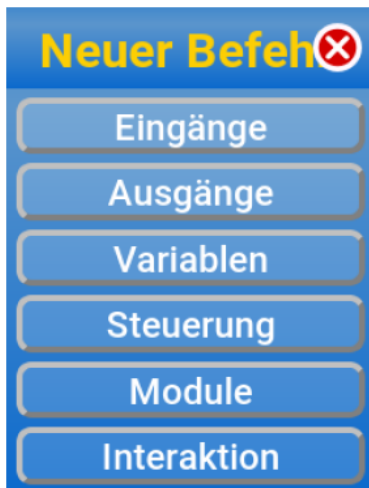 Neuer Befeh
Eingänge
Ausgänge
Variablen
Steuerung
Module
Interaktion